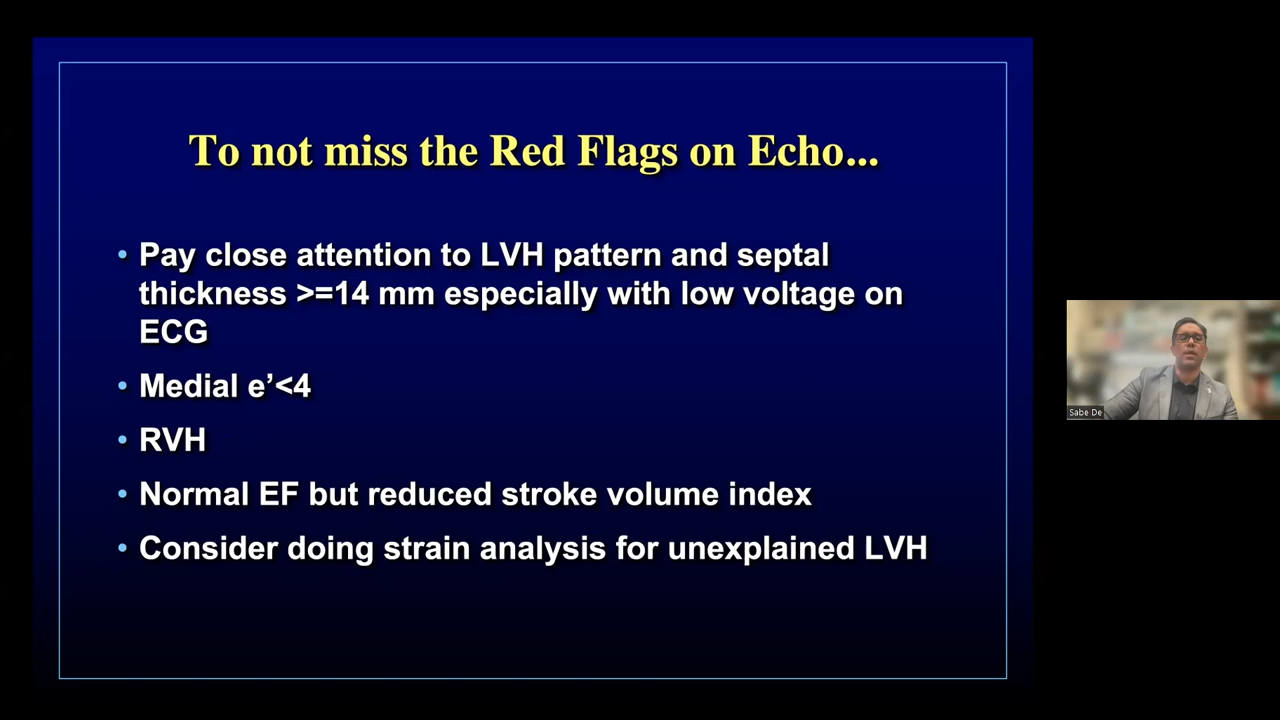 To not miss the Red Flags on Echo...
• Pay close attention to LVH pattern and septal
thickness >=14 mm especially with low voltage on
ECG
• Medial e’<4
• RVH
• Normal EF but reduced stroke volume index
• Consider doing strain analysis for unexplained LVH
Sabe De